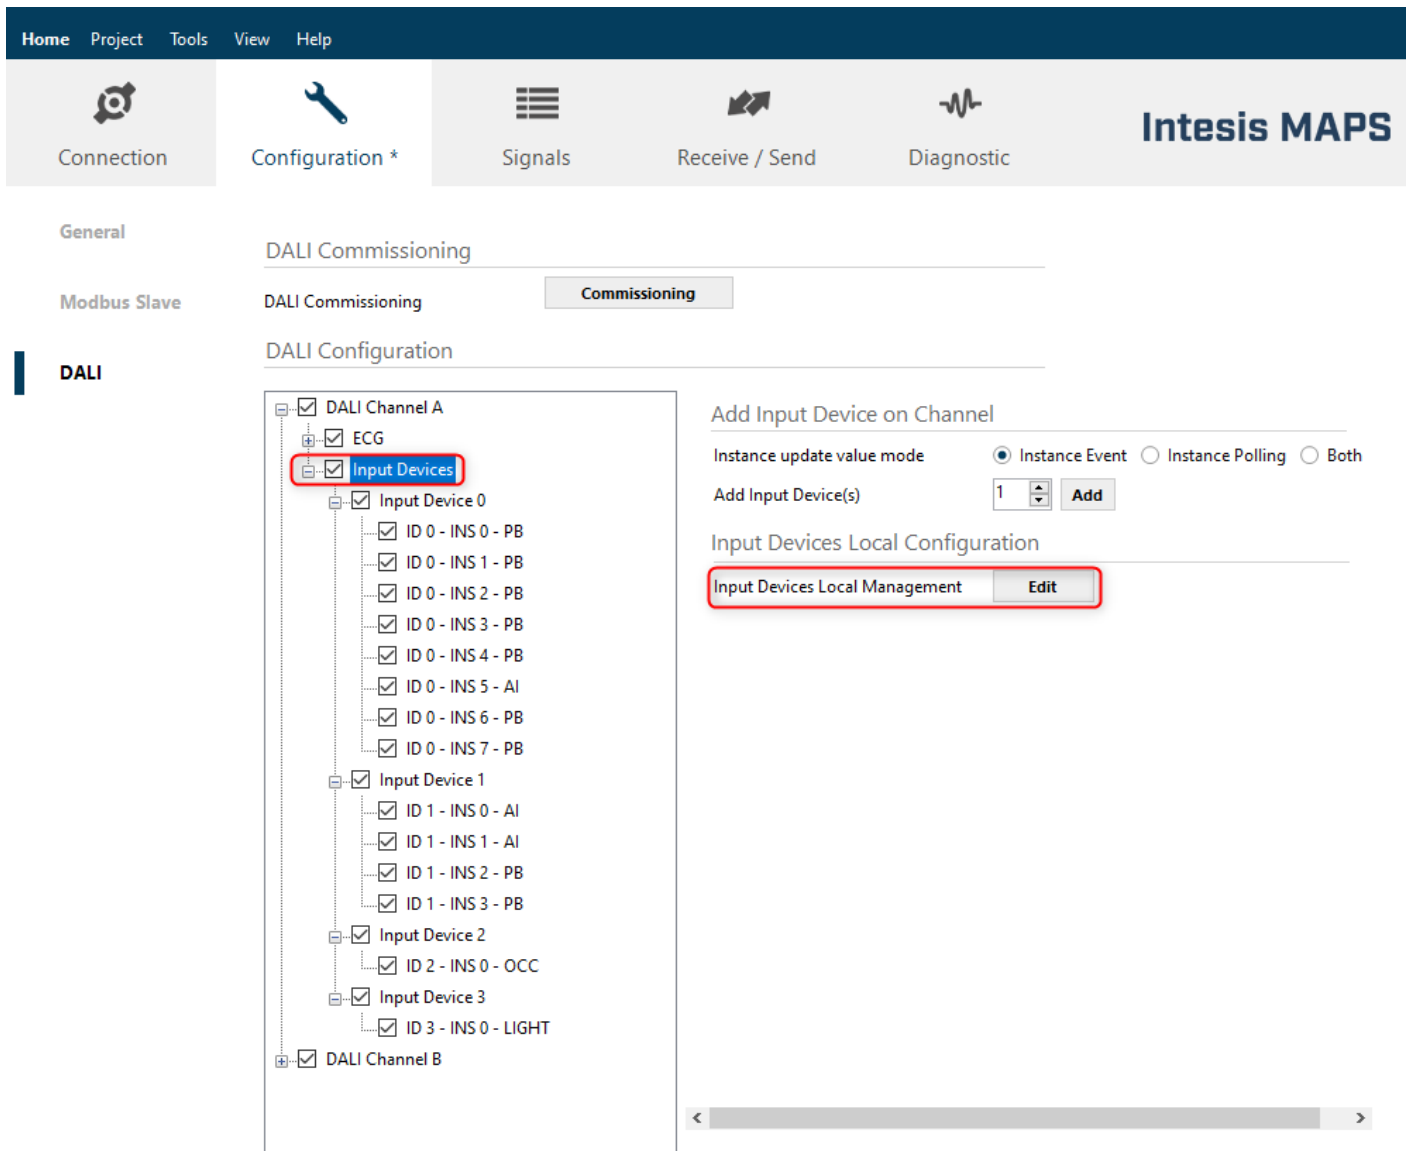 Home Project Tools View Help
Connection
Configuration *
Signals
Receive / Send
Diagnostic
Intesis MAPS
General
Modbus Slave
DALI
DALI Commissioning
DALI Commissioning Commissioning
DALI Configuration
DALI Channel A
ECG
Input Devices
Input Device 0
ID 0 - INS 0 - PB
ID 0 - INS 1 - PB
ID 0 - INS 2 - PB
ID 0 - INS 3 - PB
ID 0 - INS 4 - PB
ID 0 - INS 5 - AI
ID 0 - INS 6 - PB
ID 0 - INS 7 - PB
Input Device 1
ID 1 - INS 0 - AI
ID 1 - INS 1 - AI
ID 1 - INS 2 - PB
ID 1 - INS 3 - PB
Input Device 2
ID 2 - INS 0 - OCC
Input Device 3
ID 3 - INS 0 - LIGHT
DALI Channel B
Add Input Device on Channel
Instance update value mode Instance Event Instance Polling Both
Add Input Device(s) 1 Add
Input Devices Local Configuration
Input Devices Local Management Edit